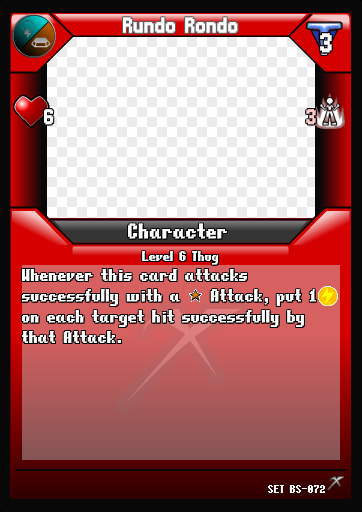 Rundo Rondo
3
6
3
Character
Level 6 Thug
Whenever this card attacks
successfully with a Attack, put 1
on each target hit successfully by
that Attack.
SET BS-072